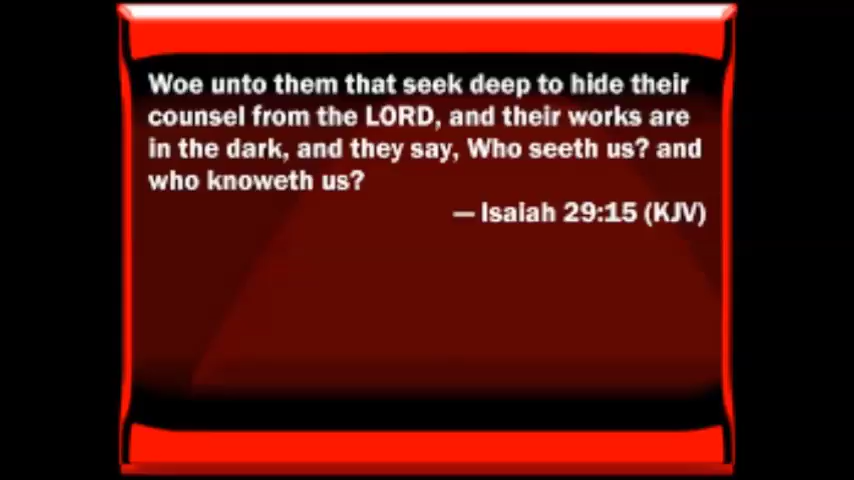 Woe unto them that seek deep to hide their
counsel from the LORD, and their works are
in the dark, and they say, Who seeth us? and
who knoweth us?
— Isaiah 29:15 (KJV)